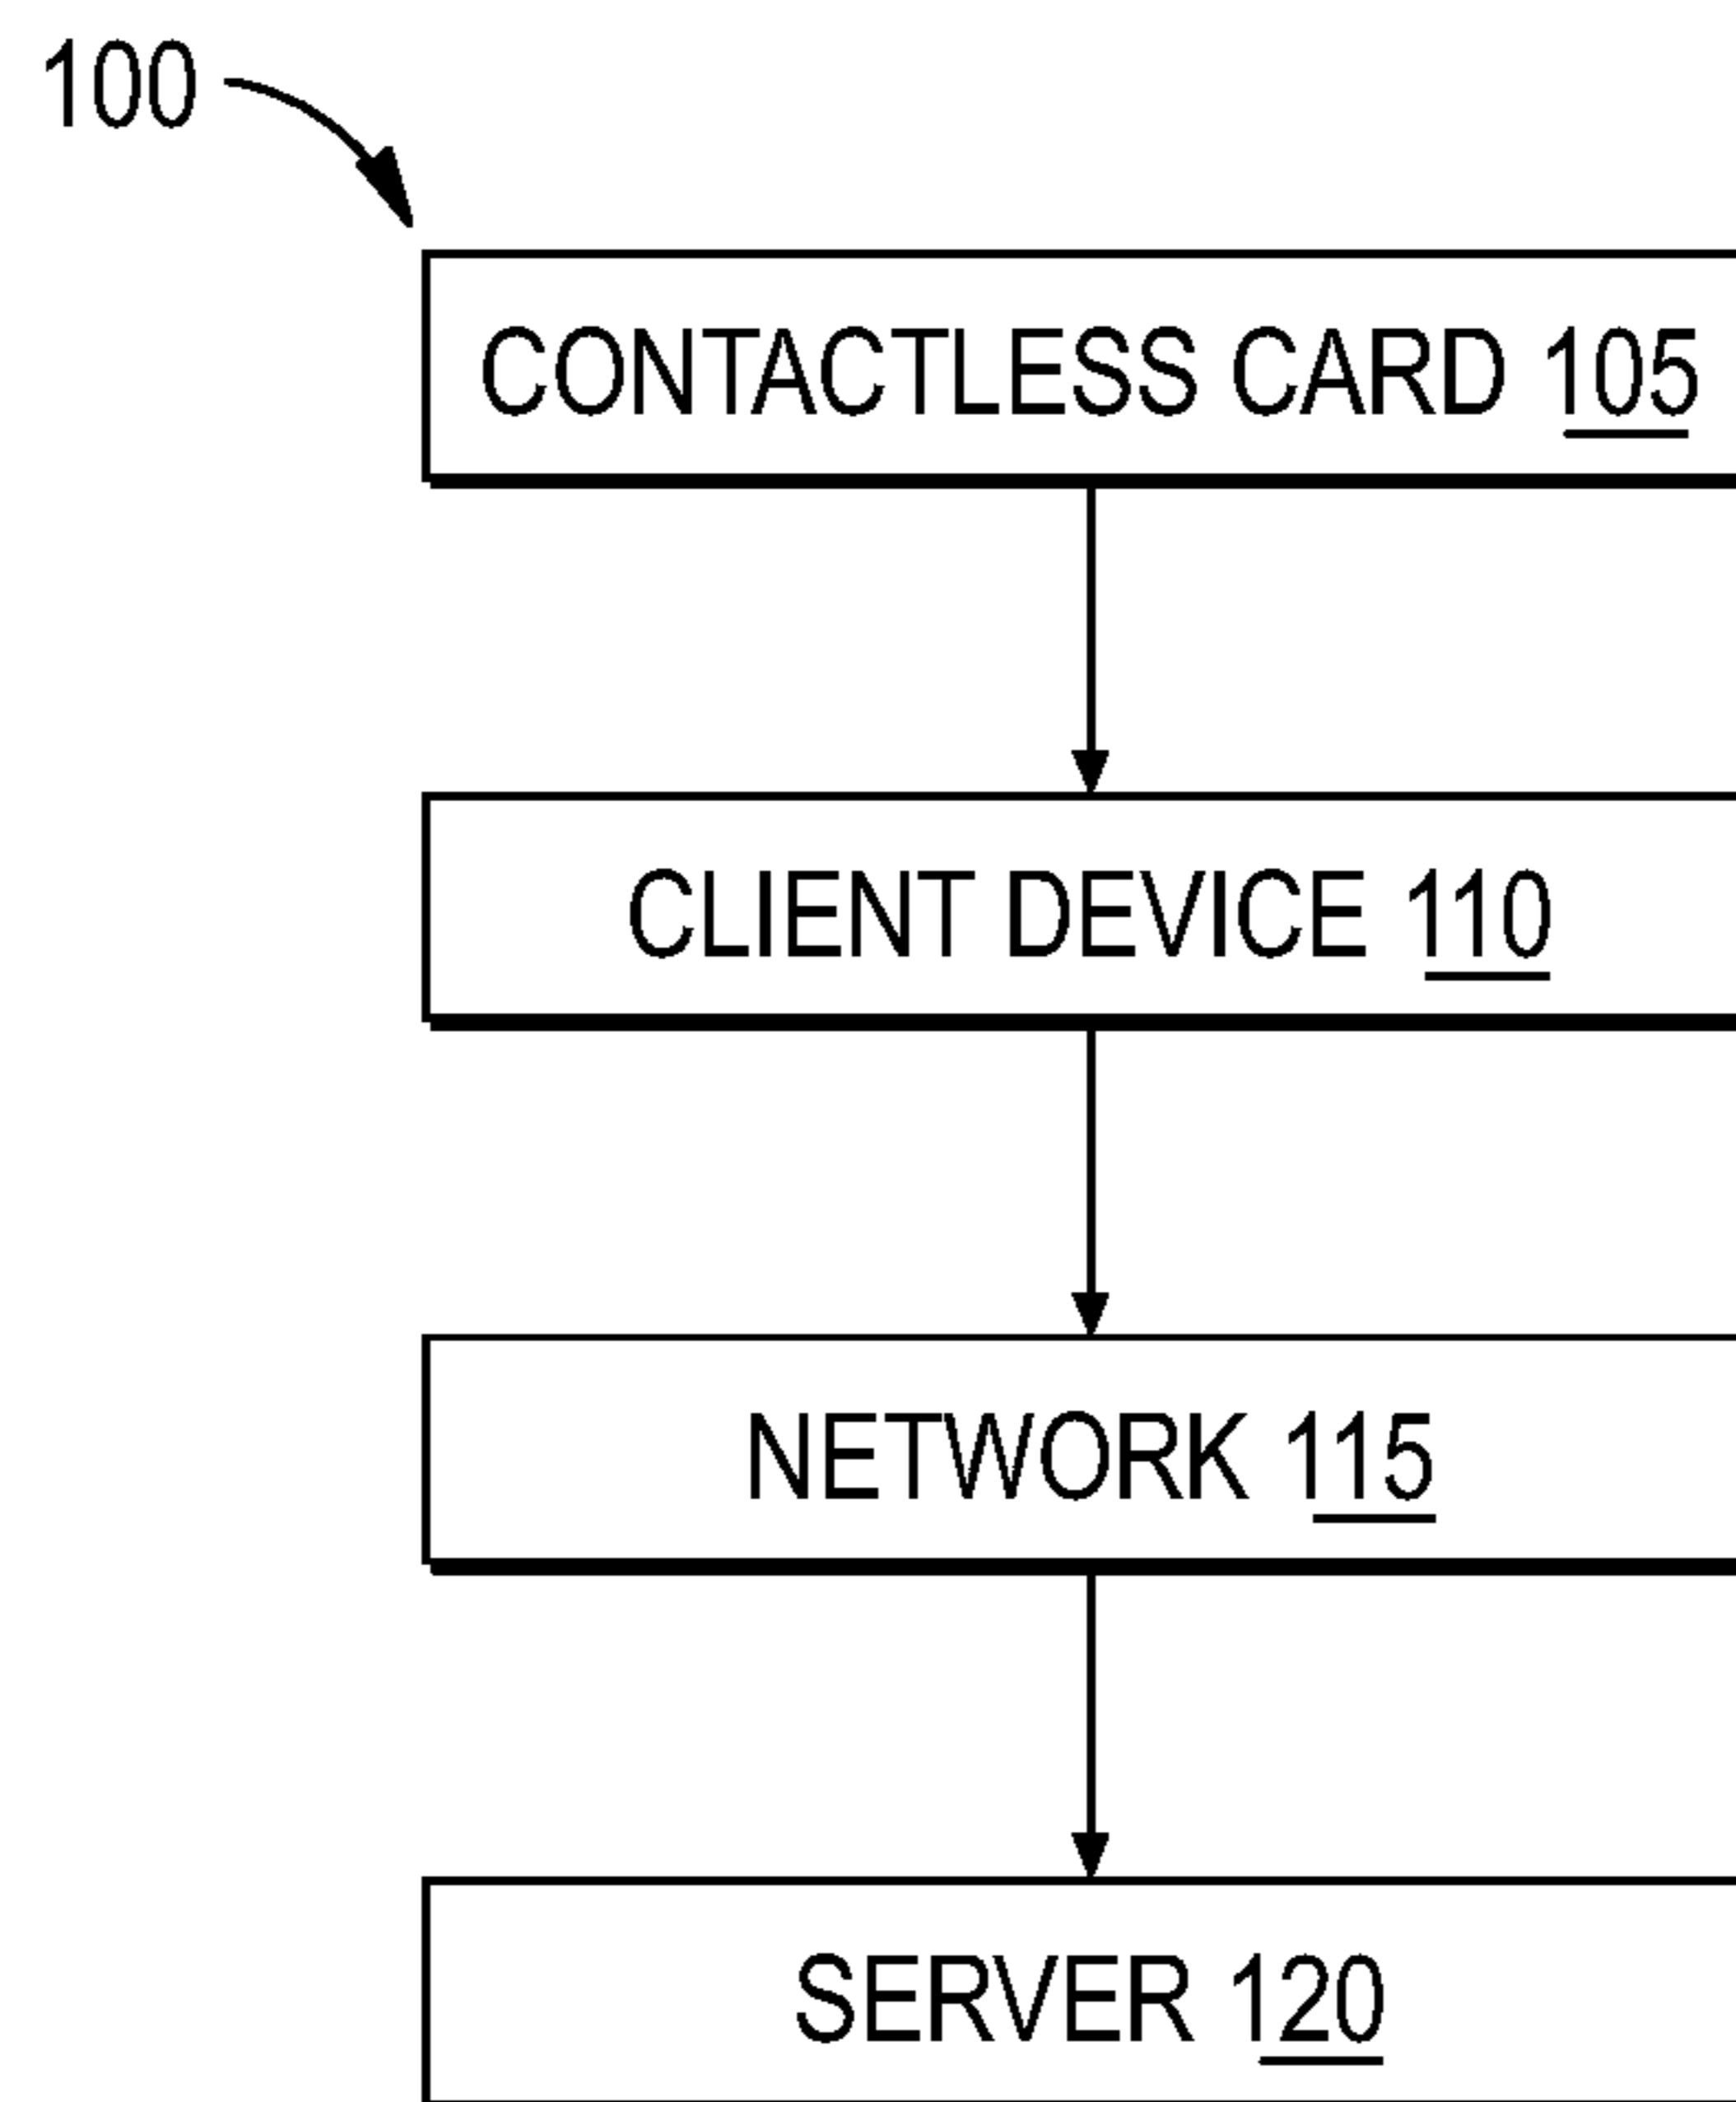 100
CONTACTLESS CARD 105
CLIENT DEVICE 110
NETWORK 115
SERVER 120